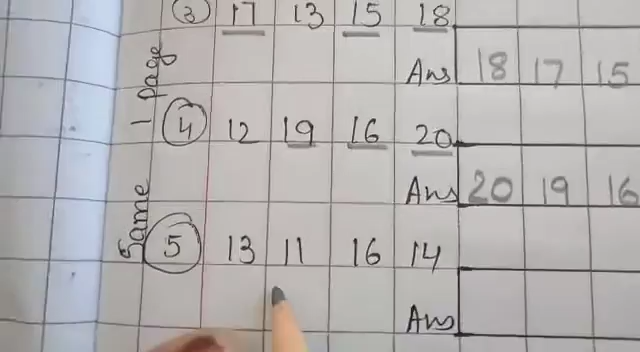 ③ 17 13 15 18
Ans 18 17 15
④ 12 19 16 20
Ans 20 19 16
⑤ 13 11 16 14
Ans
Same 1 page